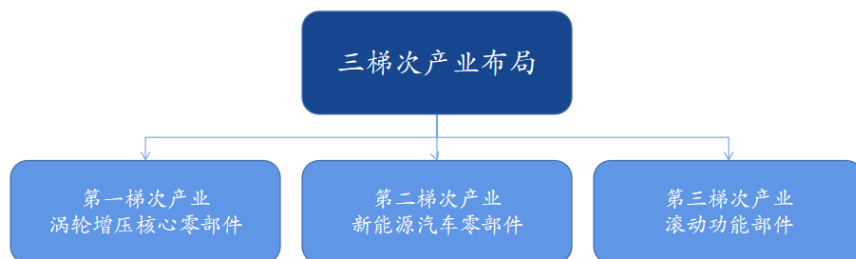 三梯次产业布局
第一梯次产业
涡轮增压核心零部件
第二梯次产业
新能源汽车零部件
第三梯次产业
滚动功能部件